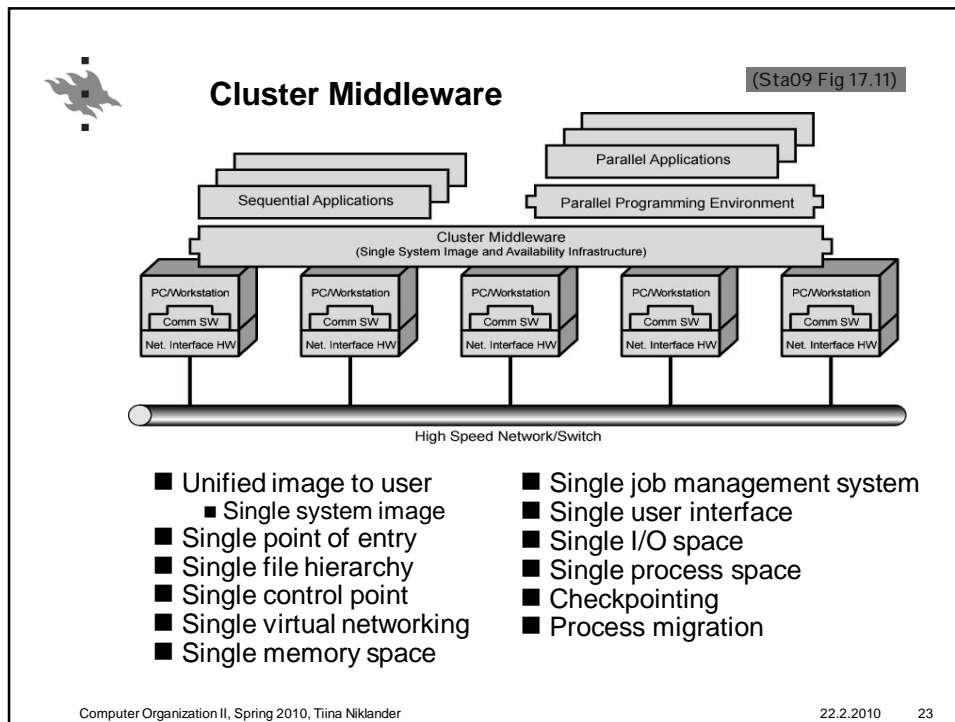 Cluster Middleware
(Sta09 Fig 17.11)
Parallel Applications
Sequential Applications
Parallel Programming Environment
Cluster Middleware
(Single System Image and Availability Infrastructure)
PC/Workstation
Comm SW
Net. Interface HW
PC/Workstation
Comm SW
Net. Interface HW
PC/Workstation
Comm SW
Net. Interface HW
PC/Workstation
Comm SW
Net. Interface HW
PC/Workstation
Comm SW
Net. Interface HW
High Speed Network/Switch
Unified image to user
Single system image
Single point of entry
Single file hierarchy
Single control point
Single virtual networking
Single memory space
Single job management system
Single user interface
Single I/O space
Single process space
Checkpointing
Process migration
Computer Organization II, Spring 2010, Tiina Niklander
22.2.2010
23